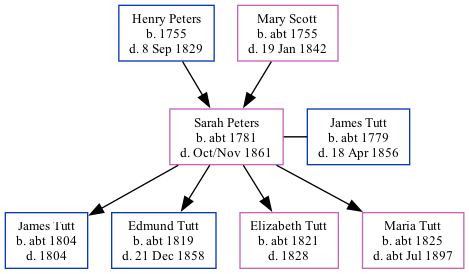 Henry Peters
b. 1755
d. 8 Sep 1829
Mary Scott
b. abt 1755
d. 19 Jan 1842
Sarah Peters
b. abt 1781
d. Oct/Nov 1861
James Tutt
b. abt 1779
d. 18 Apr 1856
James Tutt
b. abt 1804
d. 1804
Edmund Tutt
b. abt 1819
d. 21 Dec 1858
Elizabeth Tutt
b. abt 1821
d. 1828
Maria Tutt
b. abt 1825
d. abt Jul 1897